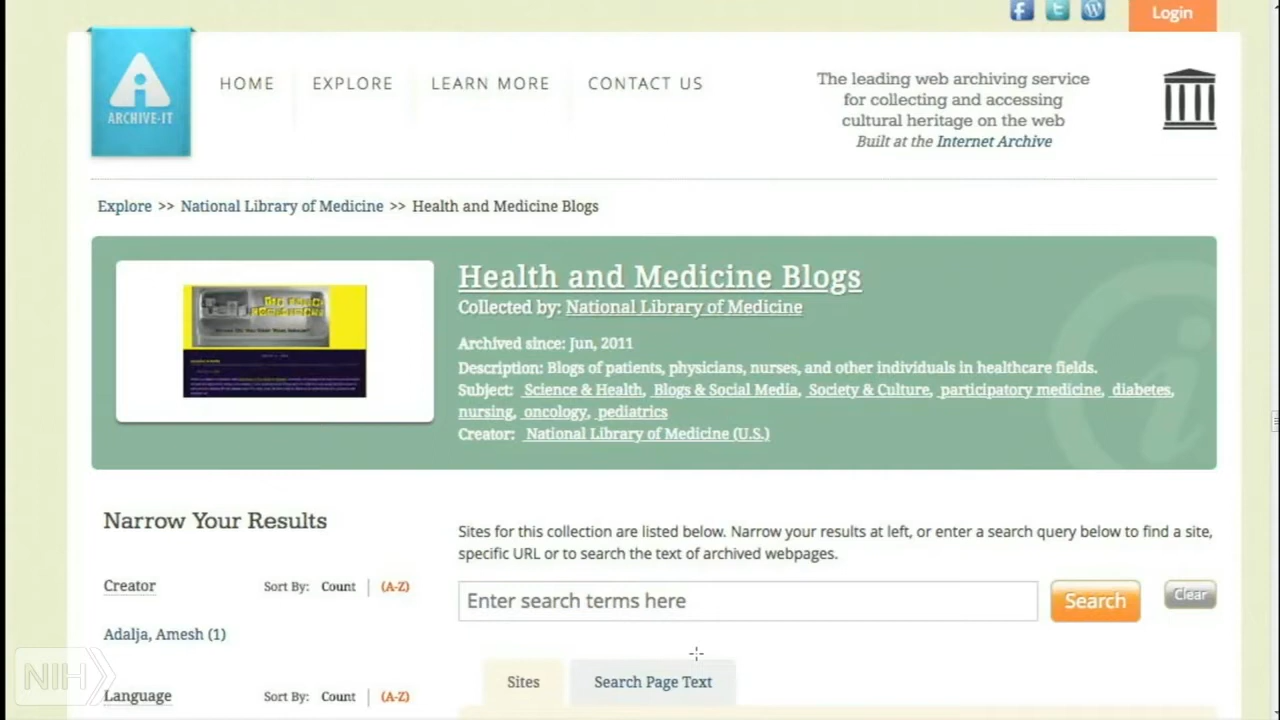 Login
HOME
EXPLORE
LEARN MORE
CONTACT US
ARCHIVE-IT
The leading web archiving service
for collecting and accessing
cultural heritage on the web
Built at the Internet Archive
Explore >> National Library of Medicine >> Health and Medicine Blogs
Health and Medicine Blogs
Collected by: National Library of Medicine
Archived since: Jun, 2011
Description: Blogs of patients, physicians, nurses, and other individuals in healthcare fields.
Subject: Science & Health, Blogs & Social Media, Society & Culture, participatory medicine, diabetes,
nursing, oncology, pediatrics
Creator: National Library of Medicine (U.S.)
Narrow Your Results
Sites for this collection are listed below. Narrow your results at left, or enter a search query below to find a site,
specific URL or to search the text of archived webpages.
Creator Sort By: Count | (A-Z)
Enter search terms here
Search
Clear
Adalja, Amesh (1)
NIH
Language Sort By: Count | (A-Z)
Sites
Search Page Text